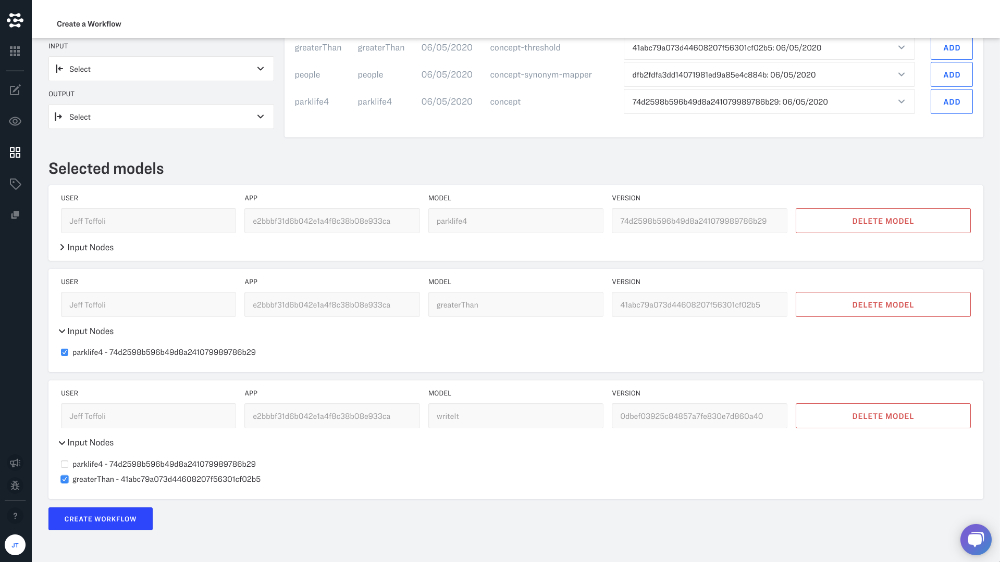 Create a Workflow
INPUT
Select
OUTPUT
Select
greaterThan greaterThan 06/05/2020 concept-threshold 41abc79a073d44608207f56301cf02b5: 06/05/2020 ADD
people people 06/05/2020 concept-synonym-mapper dfb2fdfa3dd14071981ed9a85e4c884b: 06/05/2020 ADD
parklife4 parklife4 06/05/2020 concept 74d2598b596b49d8a241079989786b29: 06/05/2020 ADD
Selected models
USER APP MODEL VERSION
Jeff Toffoli e2bbbf31d6b042e1a4f8c38b08e933ca parklife4 74d2598b596b49d8a241079989786b29 DELETE MODEL
Input Nodes
USER APP MODEL VERSION
Jeff Toffoli e2bbbf31d6b042e1a4f8c38b08e933ca greaterThan 41abc79a073d44608207f56301cf02b5 DELETE MODEL
Input Nodes
parklife4 - 74d2598b596b49d8a241079989786b29
USER APP MODEL VERSION
Jeff Toffoli e2bbbf31d6b042e1a4f8c38b08e933ca writeIt 0dbef03925c84857a7fe830e7d860a40 DELETE MODEL
Input Nodes
parklife4 - 74d2598b596b49d8a241079989786b29
greaterThan - 41abc79a073d44608207f56301cf02b5
CREATE WORKFLOW
?
JT